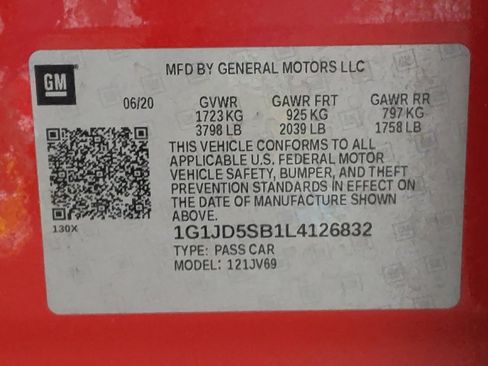 GM
MFD BY GENERAL MOTORS LLC
06/20 GVWR GAWR FRT GAWR RR
1723 KG 925 KG 797 KG
3798 LB 2039 LB 1758 LB
THIS VEHICLE CONFORMS TO ALL
APPLICABLE U.S. FEDERAL MOTOR
VEHICLE SAFETY, BUMPER, AND THEFT
PREVENTION STANDARDS IN EFFECT ON
THE DATE OF MANUFACTURE SHOWN
ABOVE.
130X
1G1JD5SB1L4126832
TYPE: PASS CAR
MODEL: 121JV69